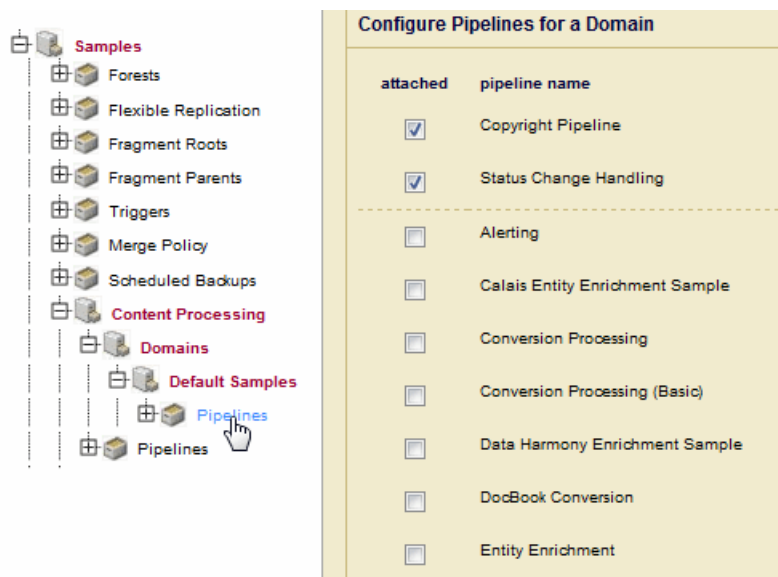 Samples
Forests
Flexible Replication
Fragment Roots
Fragment Parents
Triggers
Merge Policy
Scheduled Backups
Content Processing
Domains
Default Samples
Pipelines
Pipelines
Configure Pipelines for a Domain
attached pipeline name
Copyright Pipeline
Status Change Handling
Alerting
Calais Entity Enrichment Sample
Conversion Processing
Conversion Processing (Basic)
Data Harmony Enrichment Sample
DocBook Conversion
Entity Enrichment